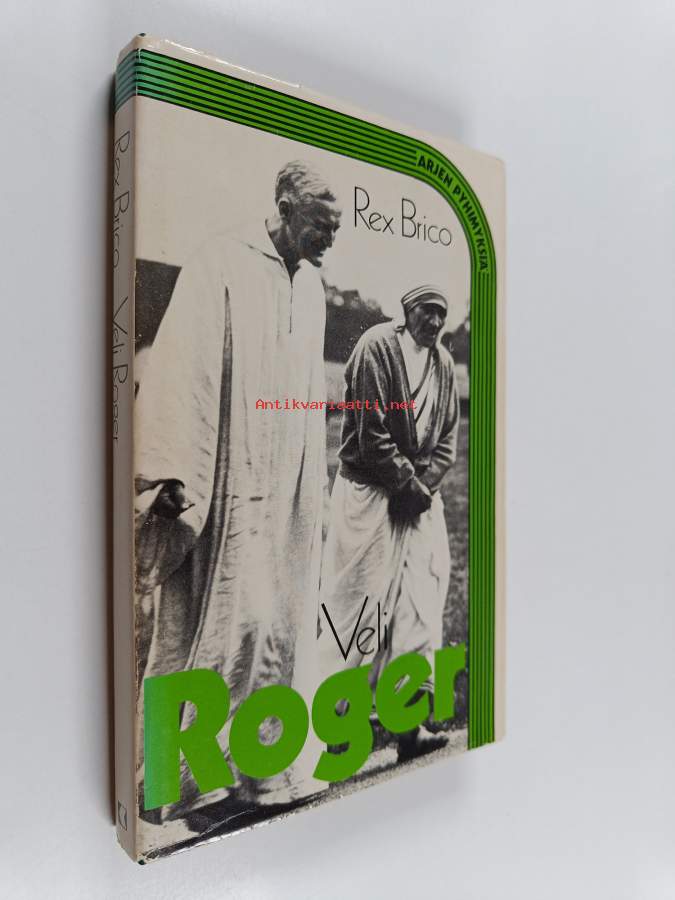 Rex Brico Veli Roger
ARJEN PYHIMYKSIÄ
Rex Brico
Antikvariaatti.net
Veli
Roger